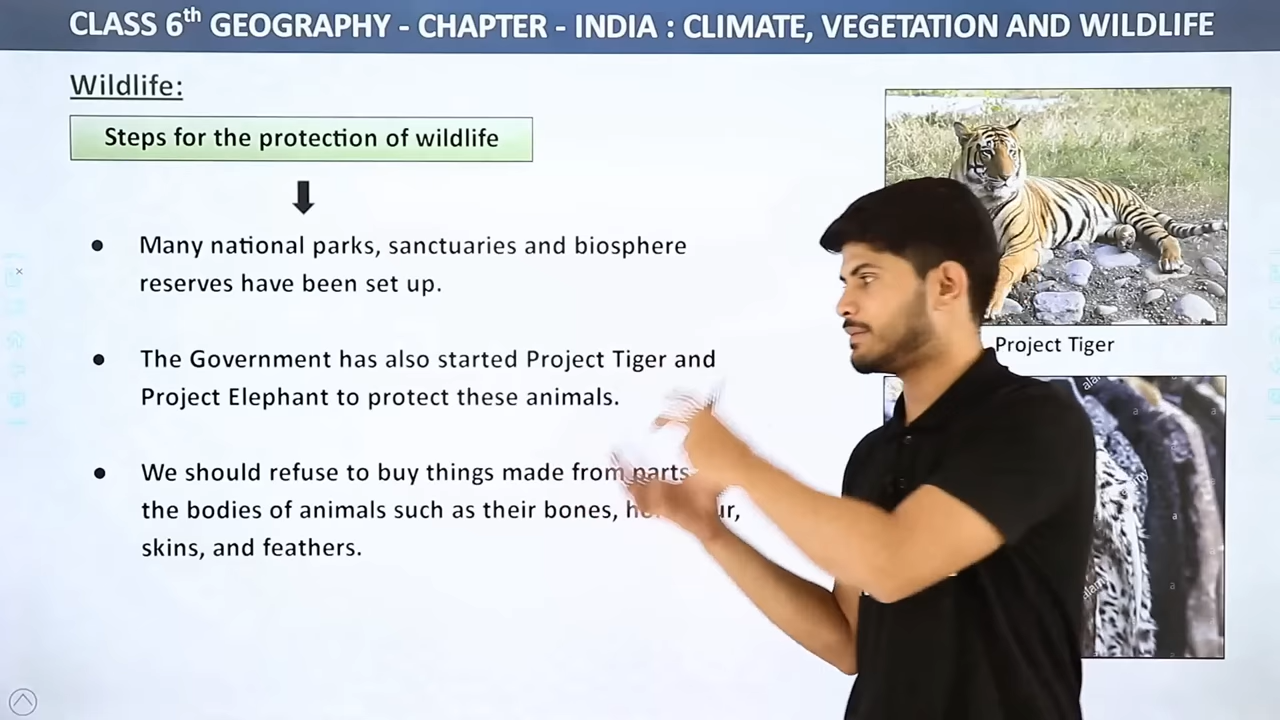 CLASS 6th GEOGRAPHY - CHAPTER - INDIA : CLIMATE, VEGETATION AND WILDLIFE
Wildlife:
Steps for the protection of wildlife
● Many national parks, sanctuaries and biosphere
reserves have been set up.
● The Government has also started Project Tiger and
Project Elephant to protect these animals.
● We should refuse to buy things made from parts
the bodies of animals such as their bones,
skins, and feathers.
Project Tiger